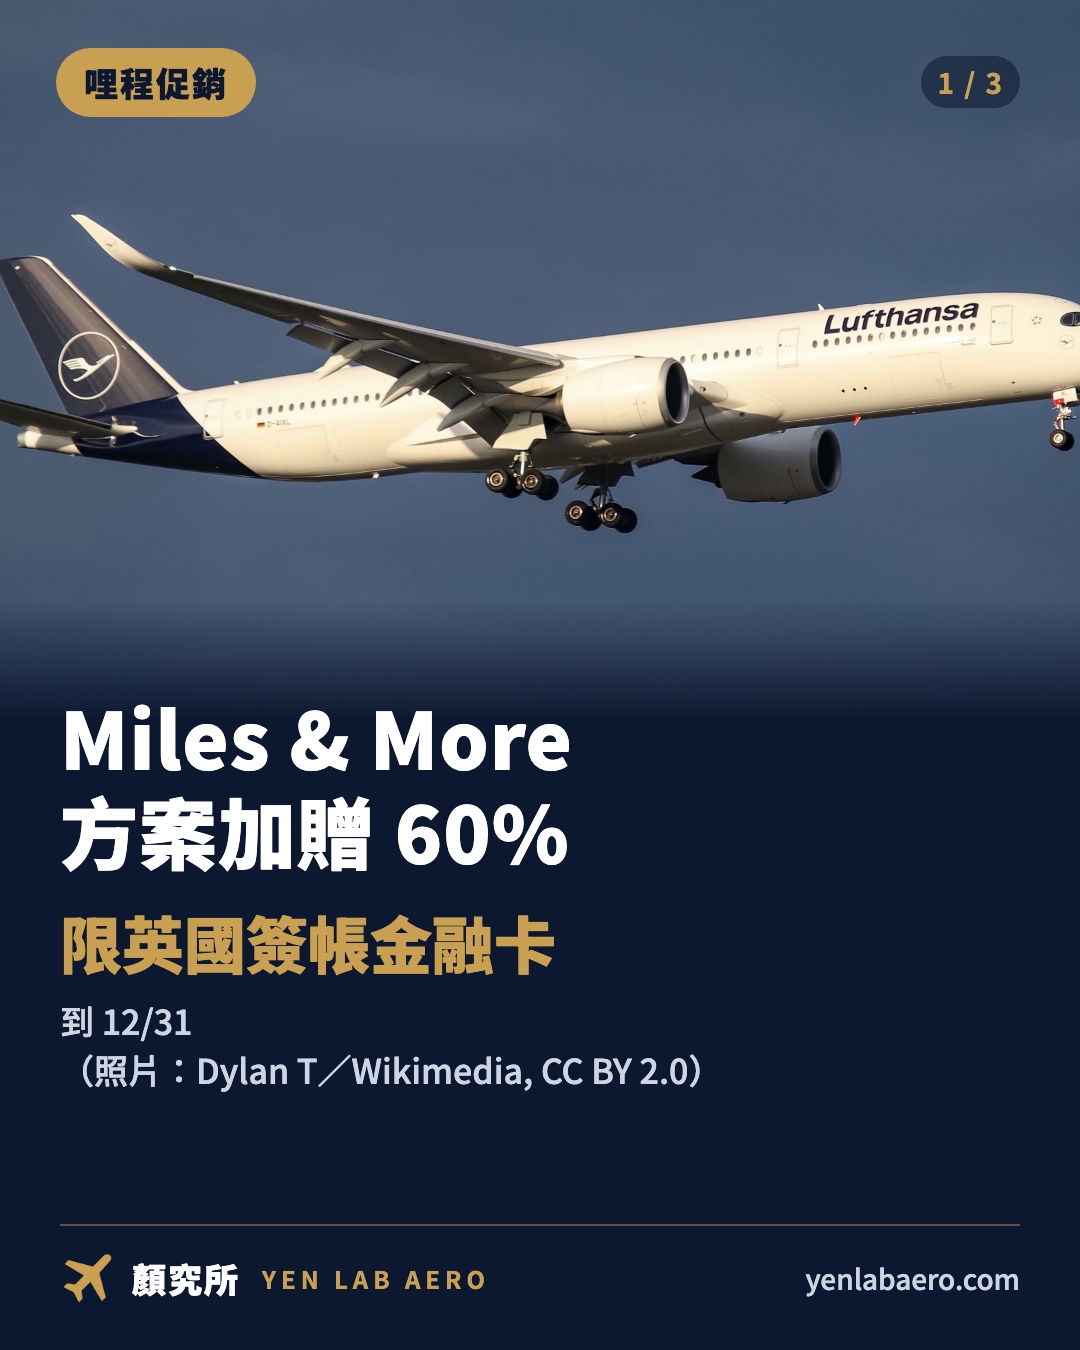 哩程促銷
1 / 3
Lufthansa
D-AIXL
Miles & More
方案加贈 60%
限英國簽帳金融卡
到 12/31
（照片：Dylan T／Wikimedia, CC BY 2.0）
顏究所 YEN LAB AERO
yenlabaero.com